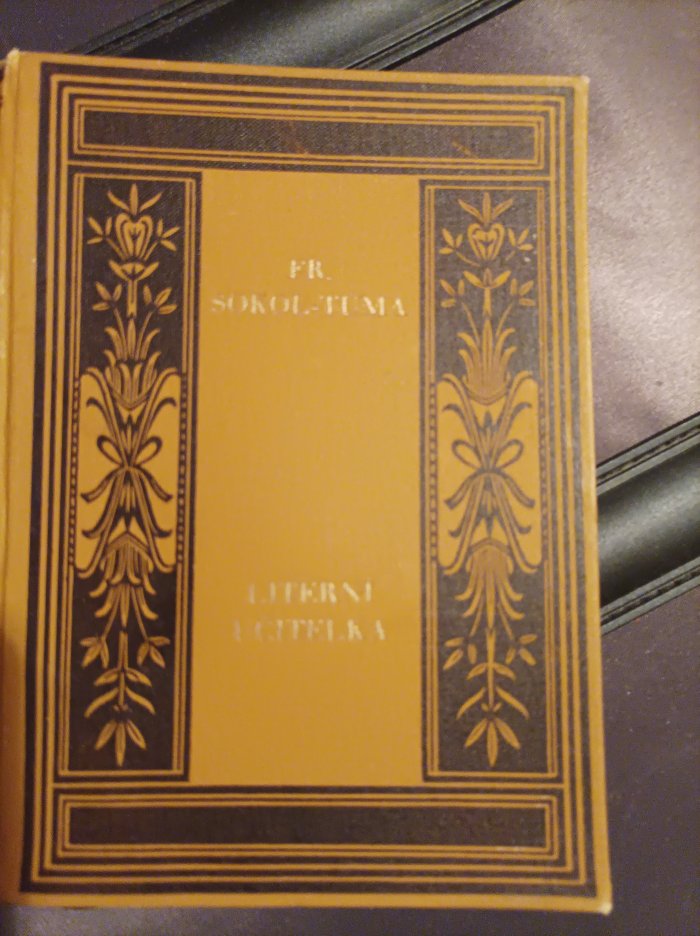 FR.
SOKOL-TŮMA
LITERNÍ
UČITELKA